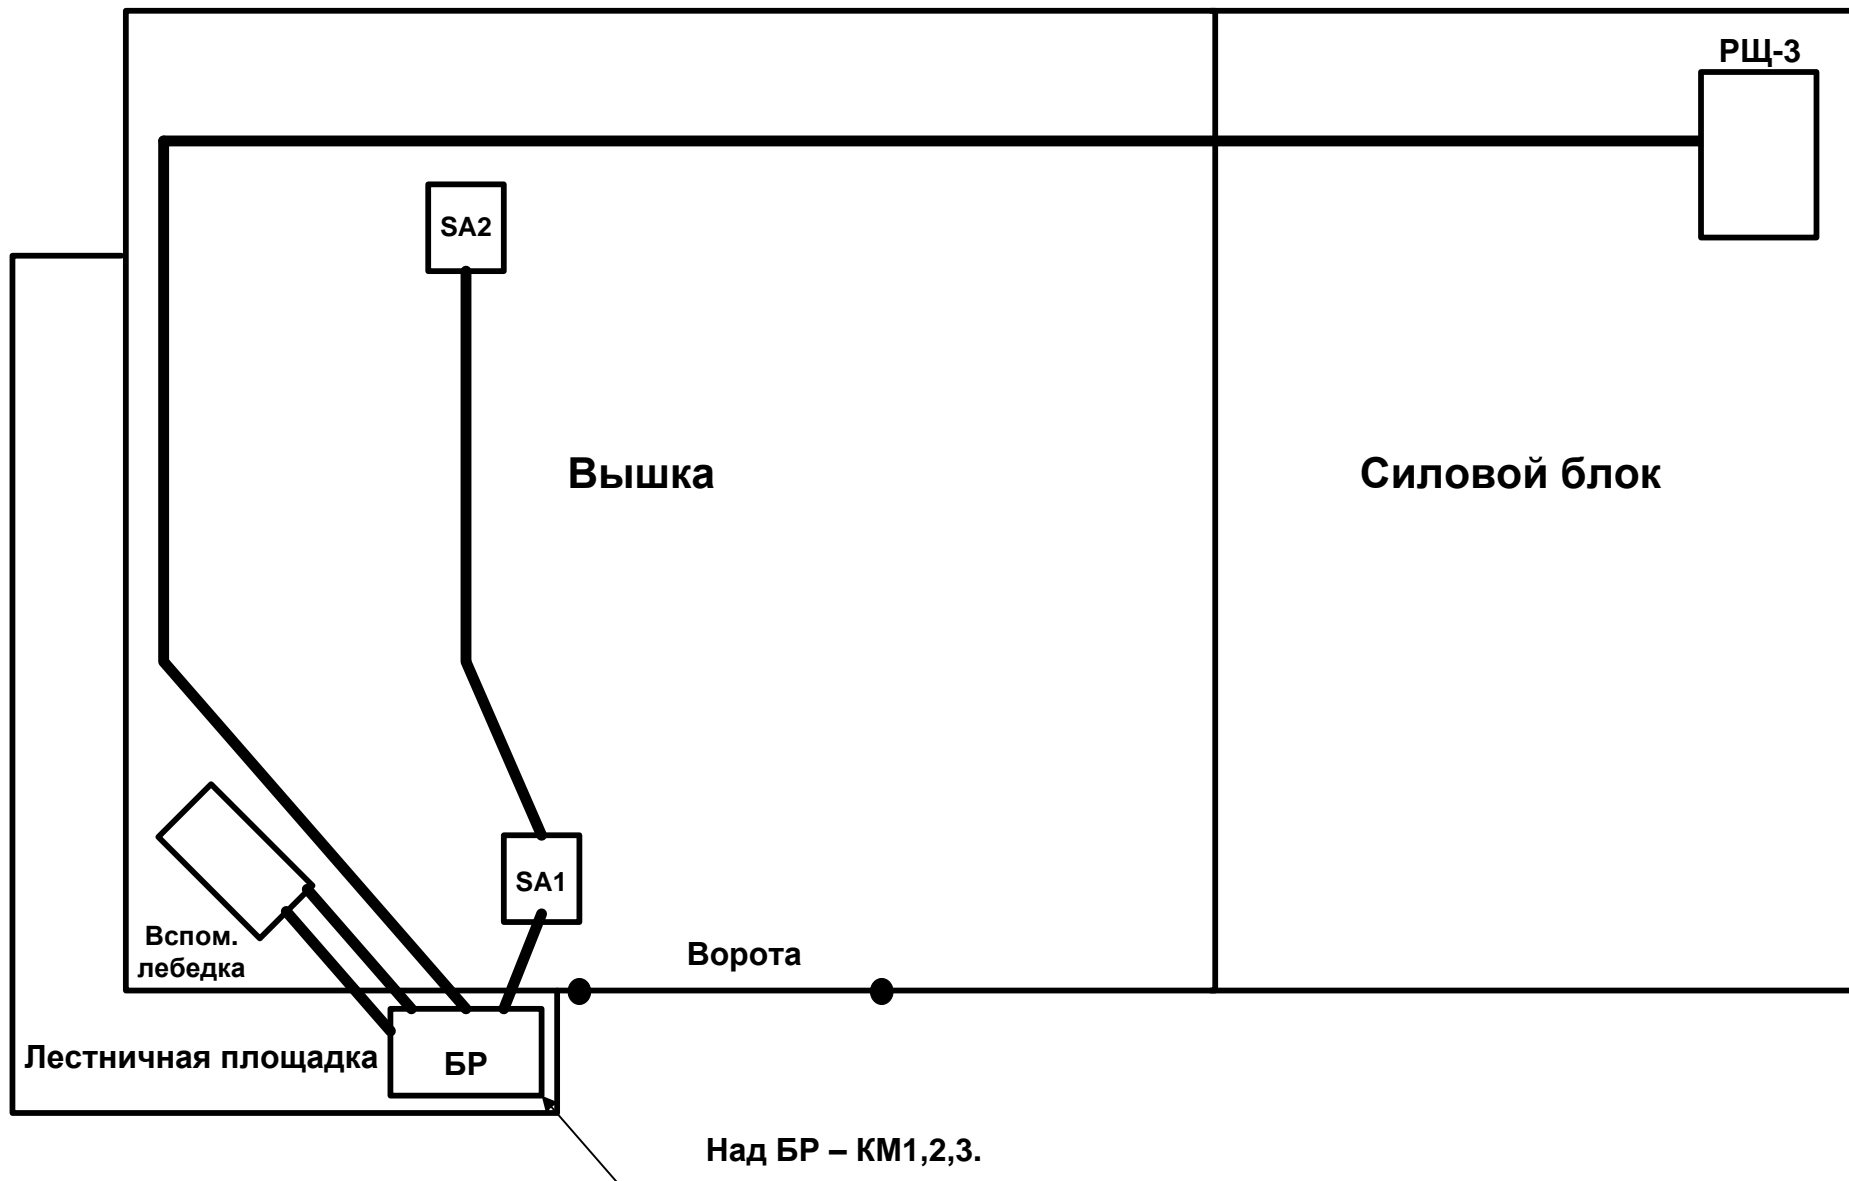 РЩ-3
SA2
Вышка
Силовой блок
SA1
Вспом.
лебедка
Ворота
Лестничная площадка
БР
Над БР – КМ1,2,3.